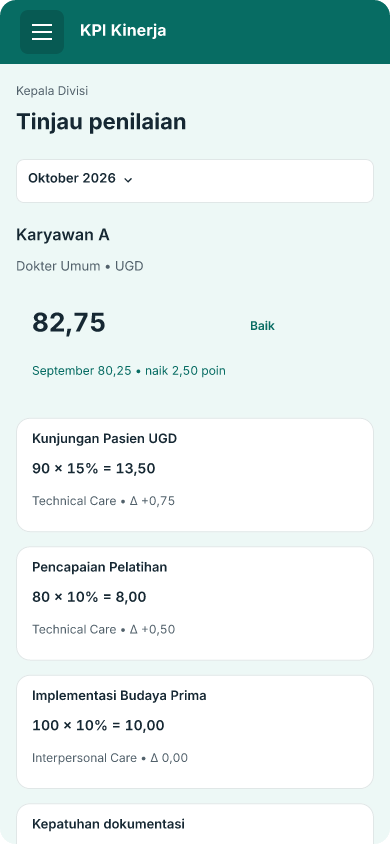 KPI Kinerja
Kepala Divisi
Tinjau penilaian
Oktober 2026
Karyawan A
Dokter Umum • UGD
82,75
Baik
September 80,25 • naik 2,50 poin
Kunjungan Pasien UGD
90 × 15% = 13,50
Technical Care • Δ +0,75
Pencapaian Pelatihan
80 × 10% = 8,00
Technical Care • Δ +0,50
Implementasi Budaya Prima
100 × 10% = 10,00
Interpersonal Care • Δ 0,00
Kepatuhan dokumentasi